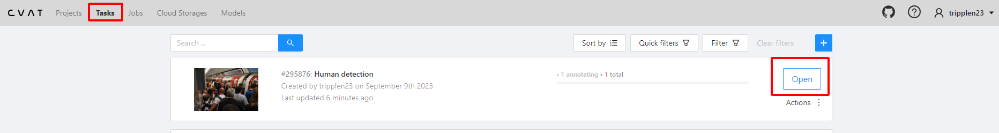 CVAT Projects Tasks Jobs Cloud Storages Models tripplen23
Search ... Sort by Quick filters Filter Clear filters
#295876: Human detection • 1 annotating • 1 total Open
Created by tripplen23 on September 9th 2023
Last updated 6 minutes ago Actions